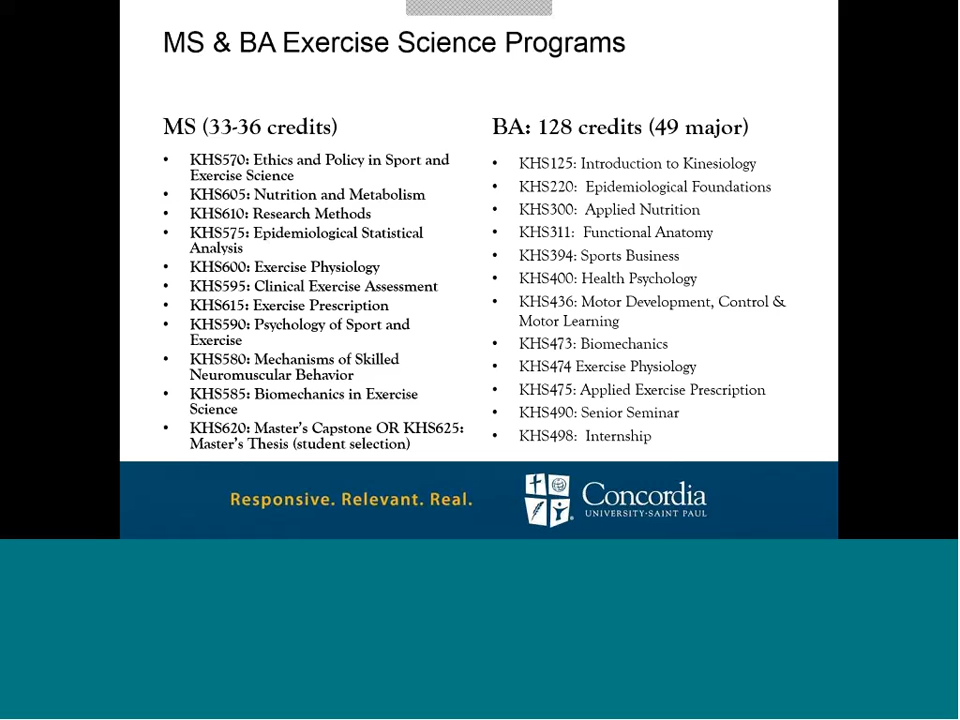 MS & BA Exercise Science Programs
MS (33-36 credits)
• KHS570: Ethics and Policy in Sport and
Exercise Science
• KHS605: Nutrition and Metabolism
• KHS610: Research Methods
• KHS575: Epidemiological Statistical
Analysis
• KHS600: Exercise Physiology
• KHS595: Clinical Exercise Assessment
• KHS615: Exercise Prescription
• KHS590: Psychology of Sport and
Exercise
• KHS580: Mechanisms of Skilled
Neuromuscular Behavior
• KHS585: Biomechanics in Exercise
Science
• KHS620: Master's Capstone OR KHS625:
Master's Thesis (student selection)
BA: 128 credits (49 major)
• KHS125: Introduction to Kinesiology
• KHS220: Epidemiological Foundations
• KHS300: Applied Nutrition
• KHS311: Functional Anatomy
• KHS394: Sports Business
• KHS400: Health Psychology
• KHS436: Motor Development, Control &
Motor Learning
• KHS473: Biomechanics
• KHS474 Exercise Physiology
• KHS475: Applied Exercise Prescription
• KHS490: Senior Seminar
• KHS498: Internship
Responsive. Relevant. Real.
Concordia
UNIVERSITY·SAINT PAUL